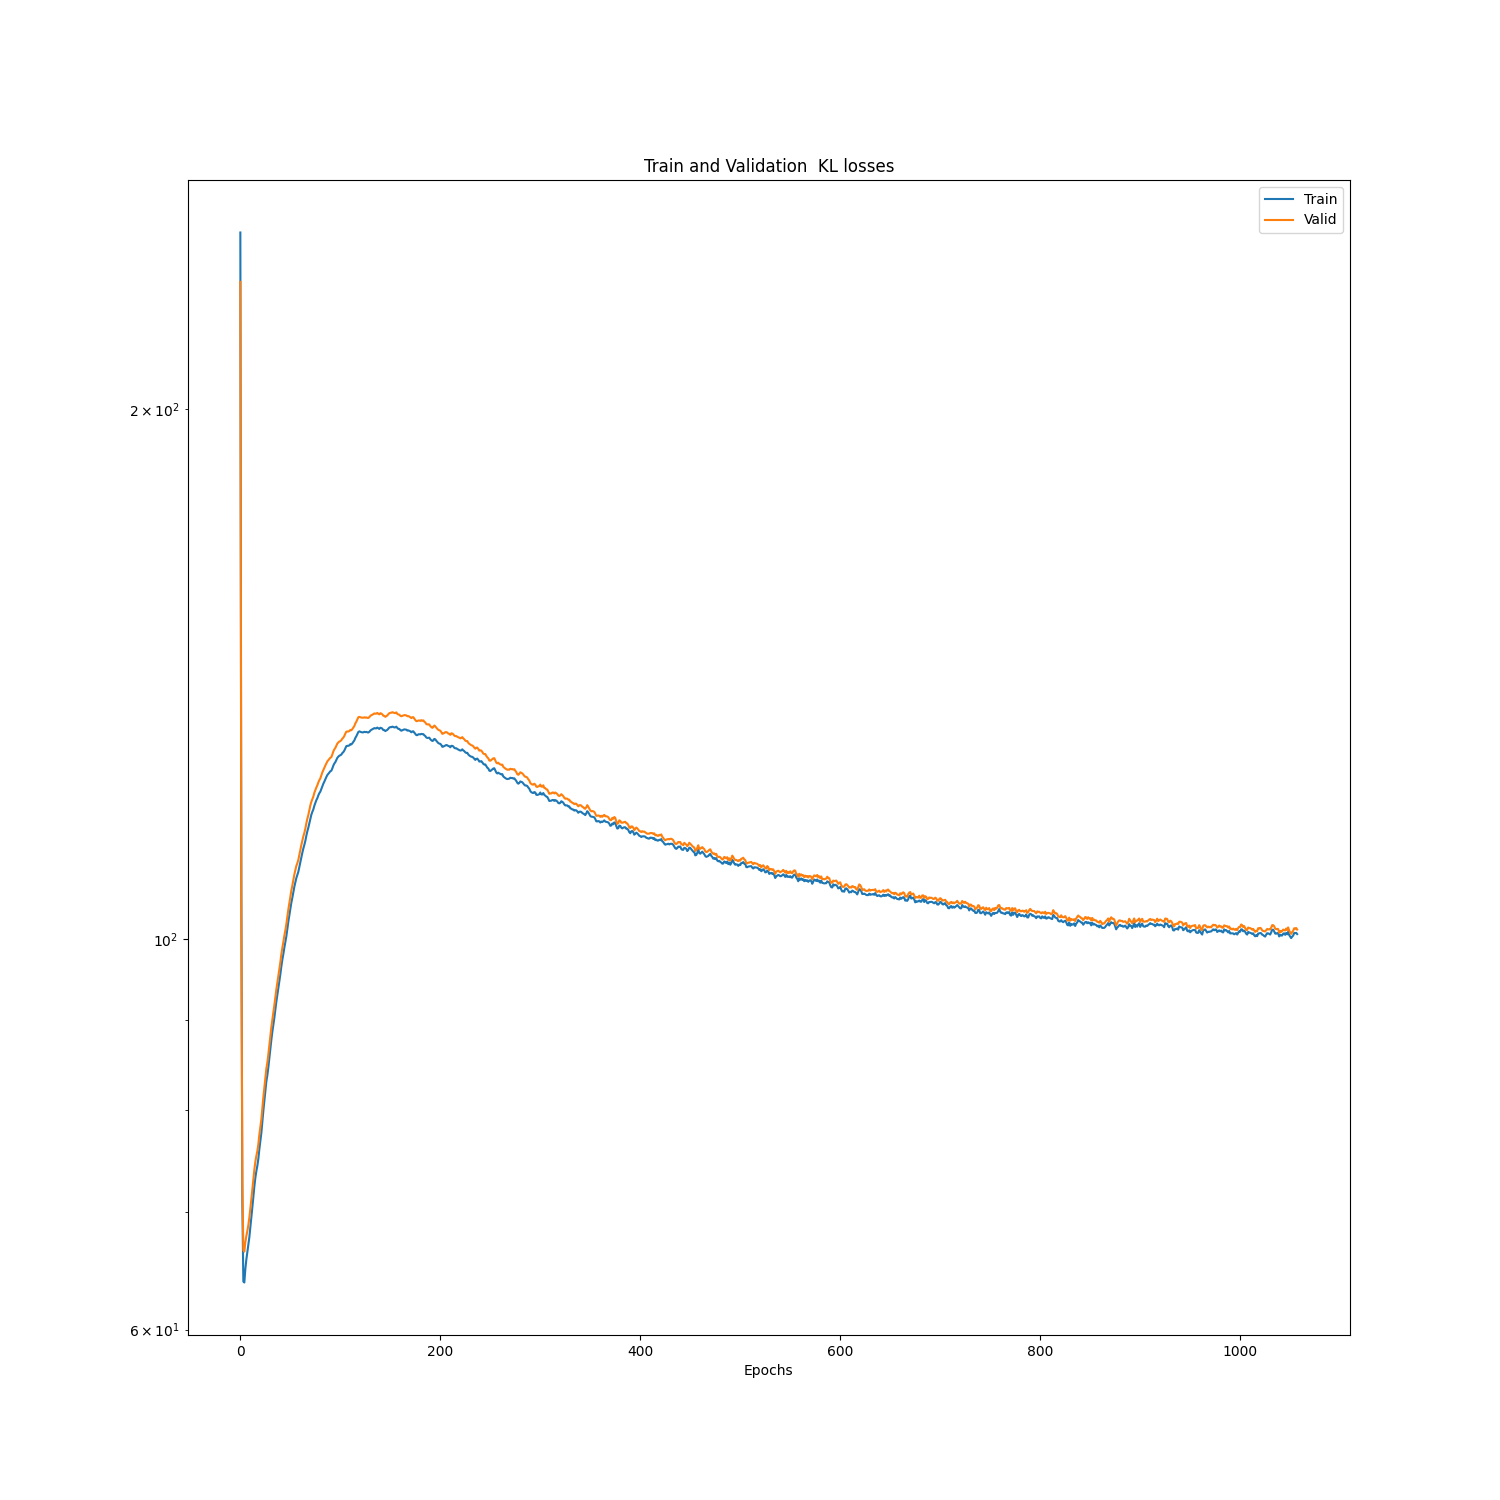 Train and Validation  KL losses
Train
Valid
2 × 10²
10²
6 × 10¹
0 200 400 600 800 1000
Epochs